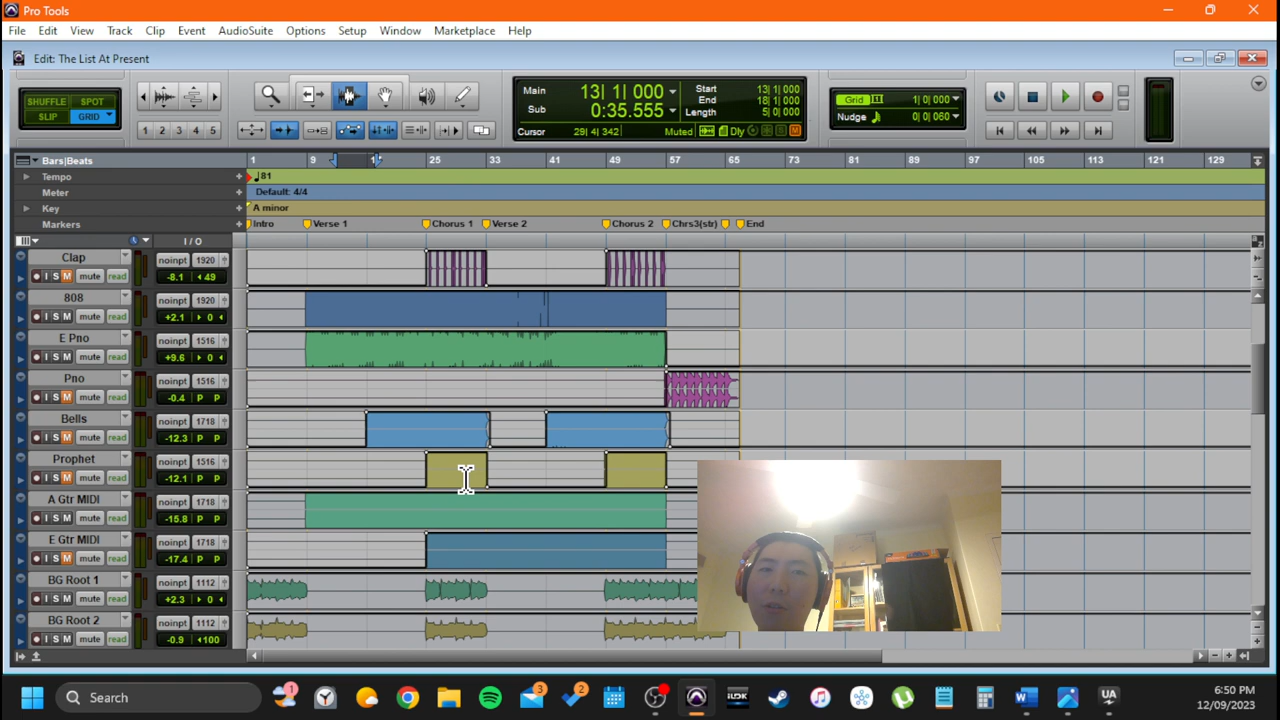 Pro Tools
File Edit View Track Clip Event AudioSuite Options Setup Window Marketplace Help
Edit: The List At Present
SHUFFLE SPOT
SLIP GRID
1 2 3 4 5
Main 13| 1| 000
Sub 0:35.555
Start 13| 1| 000
End 18| 1| 000
Length 5| 0| 000
Cursor 29| 4| 342 Muted Dly
Grid 1| 0| 000
Nudge 0| 0| 060
Bars|Beats 1 9 25 33 41 49 57 65 73 81 89 97 105 113 121 129
Tempo 81
Meter Default: 4/4
Key A minor
Markers Intro Verse 1 Chorus 1 Verse 2 Chorus 2 Chrs3(str) End
I / O
Clap noinpt 1920
I S M mute read -8.1 49
808 noinpt 1920
I S M mute read +2.1 0
E Pno noinpt 1516
I S M mute read +9.6 0
Pno noinpt 1516
I S M mute read -0.4 P P
Bells noinpt 1718
I S M mute read -12.3 P P
Prophet noinpt 1516
I S M mute read -12.1 P P
A Gtr MIDI noinpt 1718
I S M mute read -15.8 P P
E Gtr MIDI noinpt 1718
I S M mute read -17.4 P P
BG Root 1 noinpt 1112
I S M mute read +2.3 0
BG Root 2 noinpt 1112
I S M mute read -0.9 100
Search 1 3 2 iLOK W UA
6:50 PM
12/09/2023